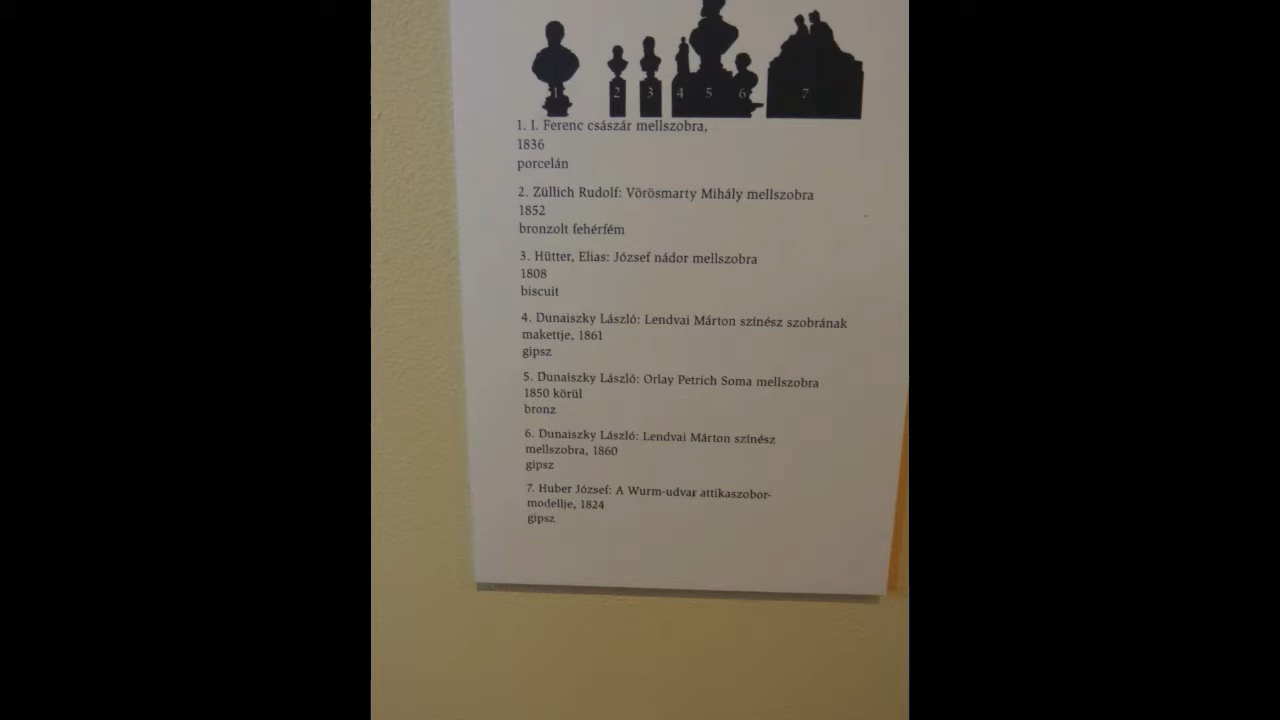 1 2 3 4 5 6 7
1. I. Ferenc császár mellszobra,
1836
porcelán
2. Züllich Rudolf: Vörösmarty Mihály mellszobra
1852
bronzolt fehérfém
3. Hütter, Elias: József nádor mellszobra
1808
biscuit
4. Dunaiszky László: Lendvai Márton színész szobrának
makettje, 1861
gipsz
5. Dunaiszky László: Orlay Petrich Soma mellszobra
1850 körül
bronz
6. Dunaiszky László: Lendvai Márton színész
mellszobra, 1860
gipsz
7. Huber József: A Wurm-udvar attikaszobor-
modellje, 1824
gipsz